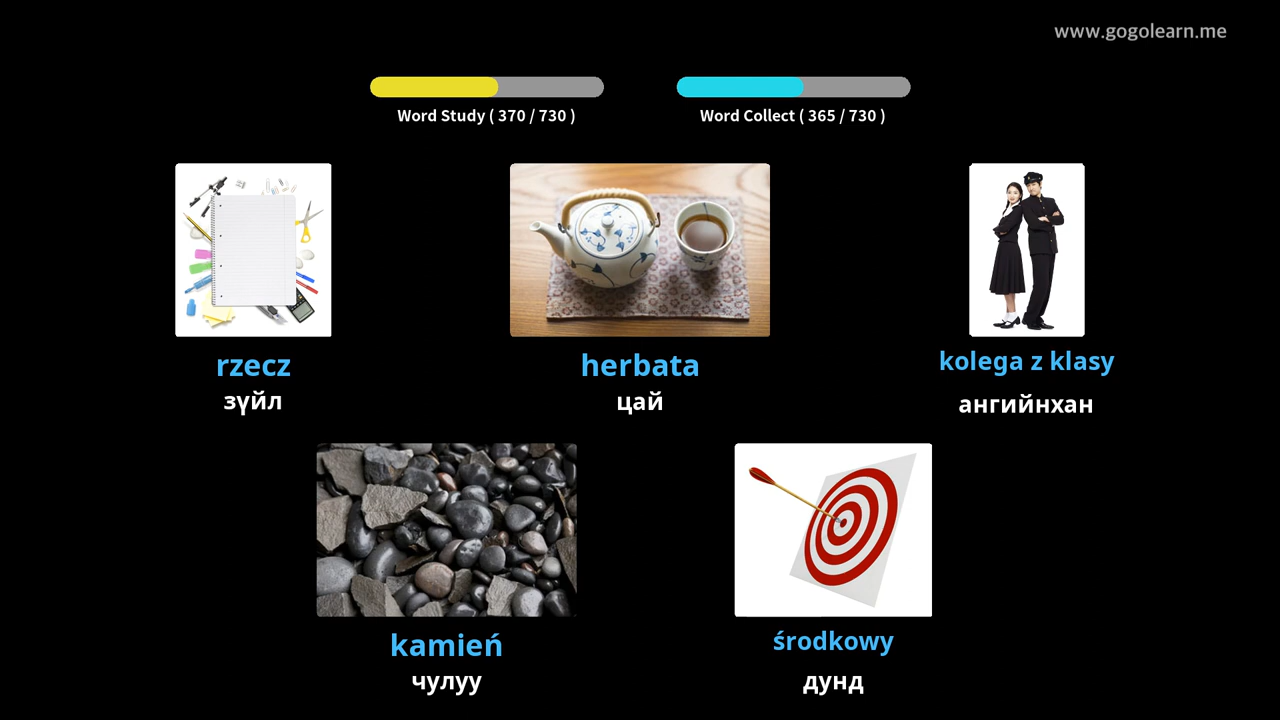 www.gogolearn.me
Word Study ( 370 / 730 )
Word Collect ( 365 / 730 )
rzecz
зүйл
herbata
цай
kolega z klasy
ангийнхан
kamień
чулуу
środkowy
дунд